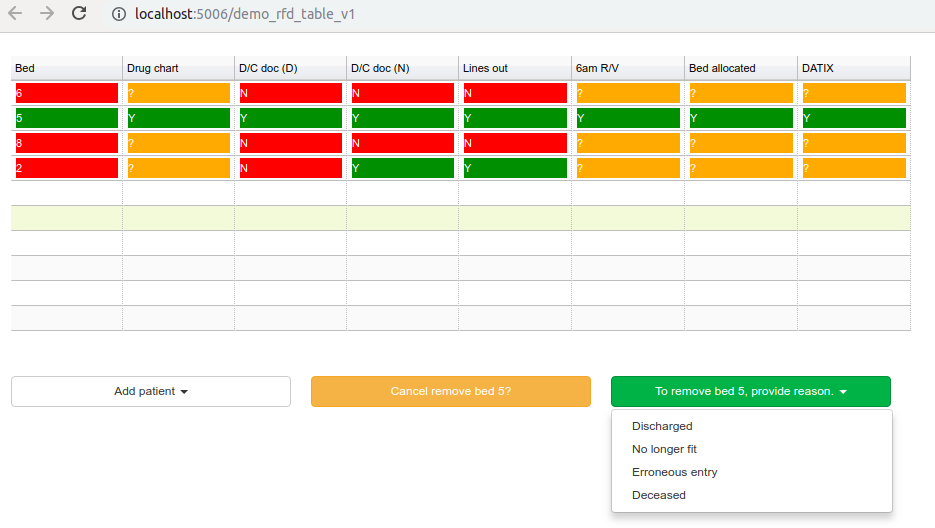 localhost:5006/demo_rfd_table_v1
Bed Drug chart D/C doc (D) D/C doc (N) Lines out 6am R/V Bed allocated DATIX
6 ? N N N ? ? ?
5 Y Y Y Y Y Y Y
8 ? N N N ? ? ?
2 ? N Y Y ? ? ?
Add patient Cancel remove bed 5? To remove bed 5, provide reason.
Discharged
No longer fit
Erroneous entry
Deceased